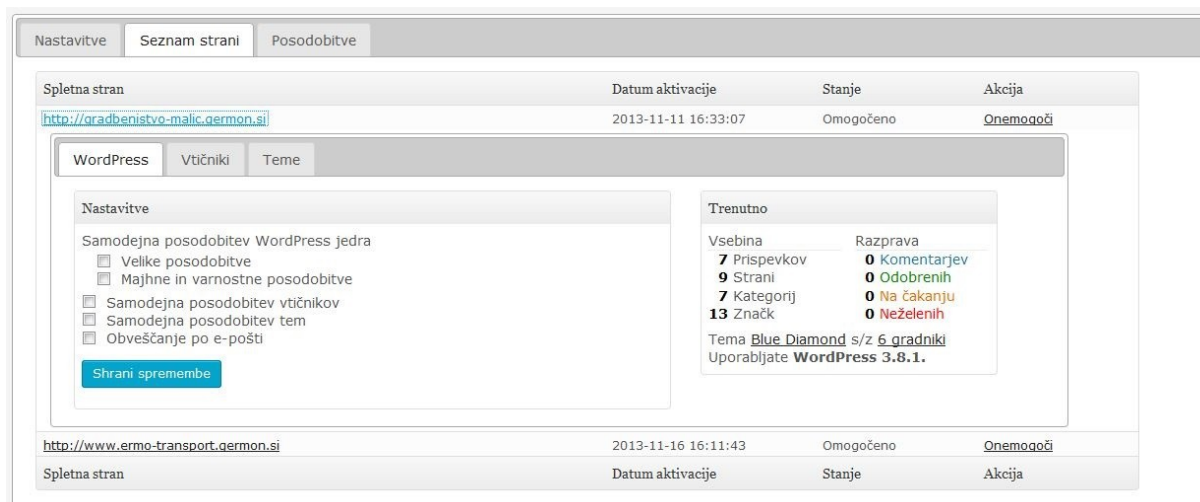 Nastavitve Seznam strani Posodobitve
Spletna stran Datum aktivacije Stanje Akcija
http://gradbenistvo-malic.germon.si 2013-11-11 16:33:07 Omogočeno Onemogoči
WordPress Vtičniki Teme
Nastavitve
Samodejna posodobitev WordPress jedra
Velike posodobitve
Majhne in varnostne posodobitve
Samodejna posodobitev vtičnikov
Samodejna posodobitev tem
Obveščanje po e-pošti
Shrani spremembe
Trenutno
Vsebina Razprava
7 Prispevkov 0 Komentarjev
9 Strani 0 Odobrenih
7 Kategorij 0 Na čakanju
13 Značk 0 Neželenih
Tema Blue Diamond s/z 6 gradniki
Uporabljate WordPress 3.8.1.
http://www.ermo-transport.germon.si 2013-11-16 16:11:43 Omogočeno Onemogoči
Spletna stran Datum aktivacije Stanje Akcija